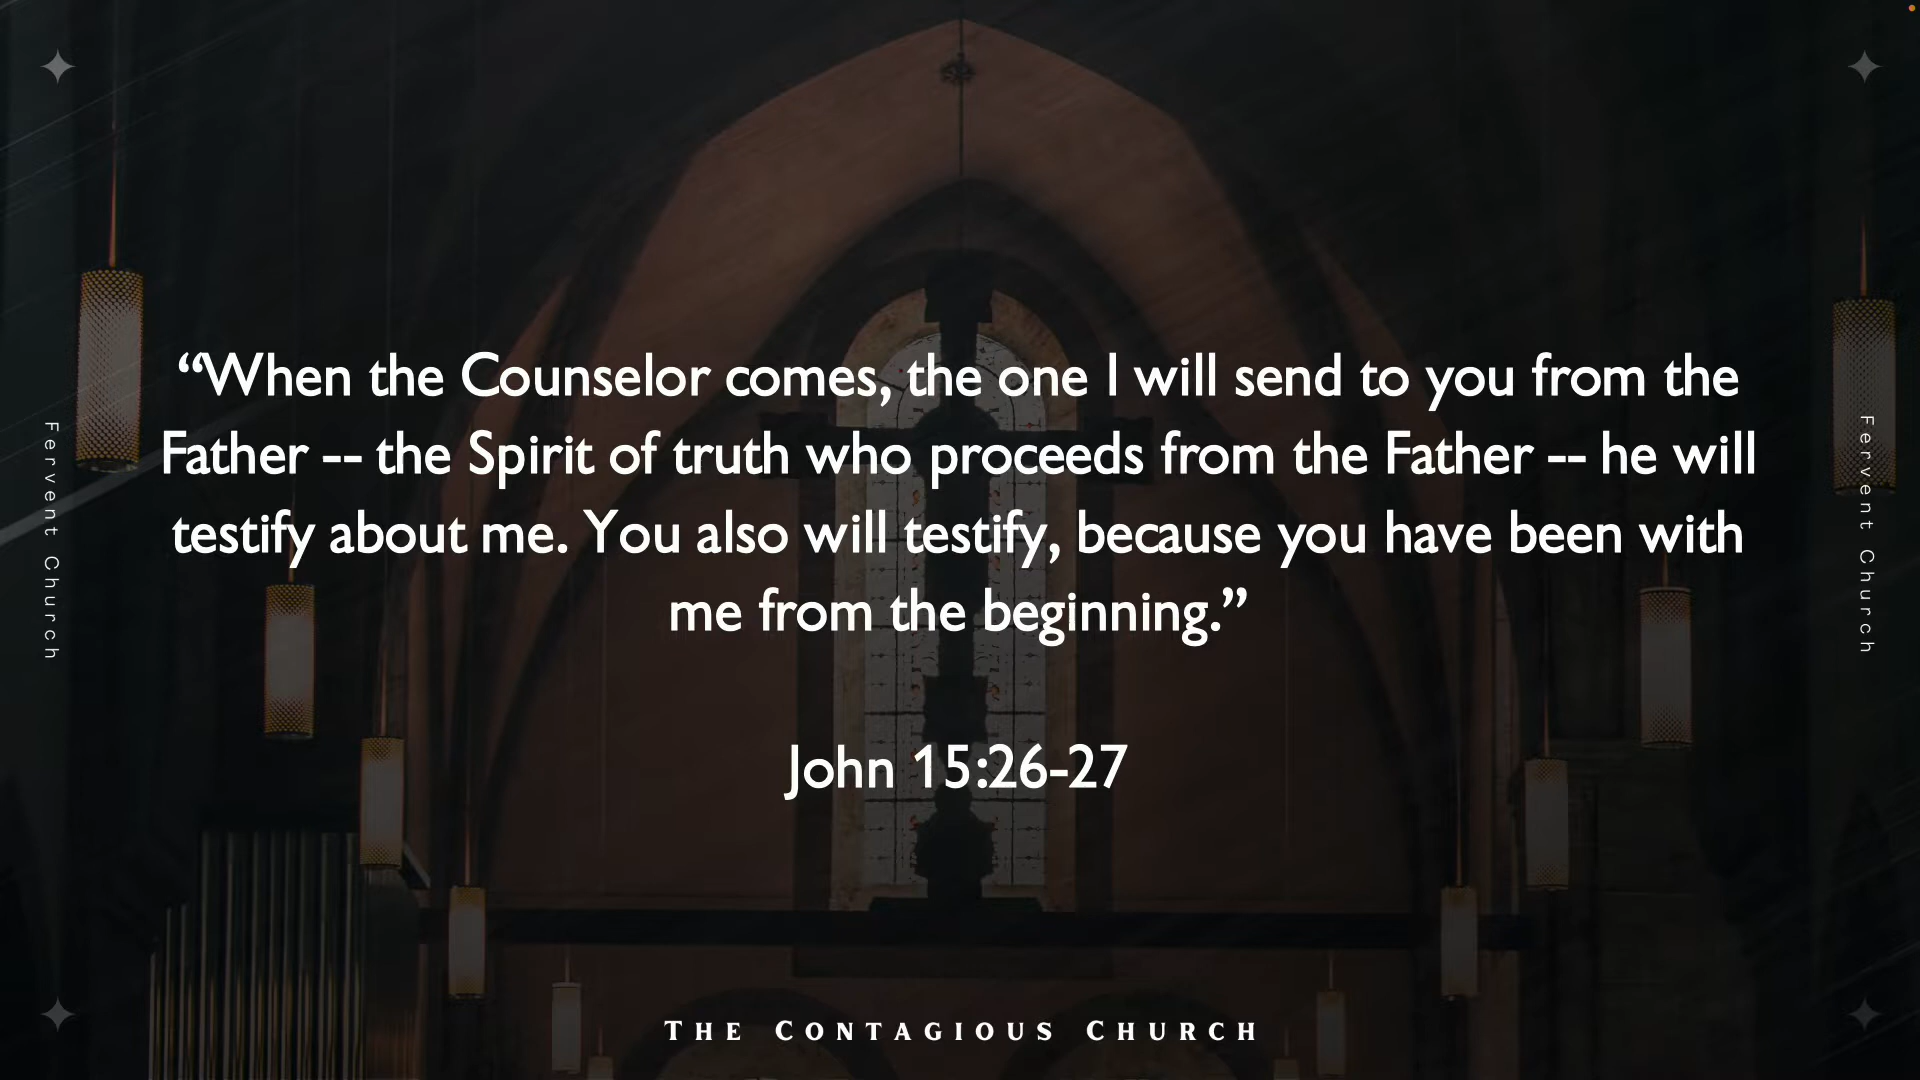 “When the Counselor comes, the one I will send to you from the
Father -- the Spirit of truth who proceeds from the Father -- he will
testify about me. You also will testify, because you have been with
me from the beginning.”
John 15:26-27
Fervent Church
Fervent Church
The Contagious Church